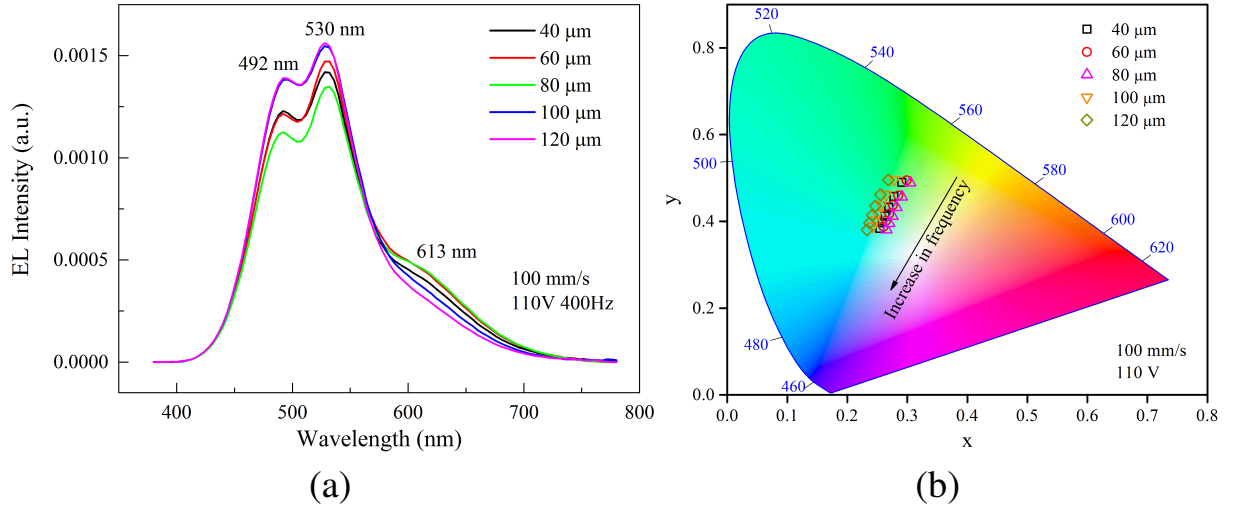 530 nm
492 nm
613 nm
40 μm
60 μm
80 μm
100 μm
120 μm
100 mm/s
110V 400Hz
0.0015
0.0010
0.0005
0.0000
EL Intensity (a.u.)
400
500
600
700
800
Wavelength (nm)
(a)
520
540
560
580
600
620
500
480
460
40 μm
60 μm
80 μm
100 μm
120 μm
Increase in frequency
100 mm/s
110 V
0.8
0.6
0.4
0.2
0.0
y
0.0
0.1
0.2
0.3
0.4
0.5
0.6
0.7
0.8
x
(b)